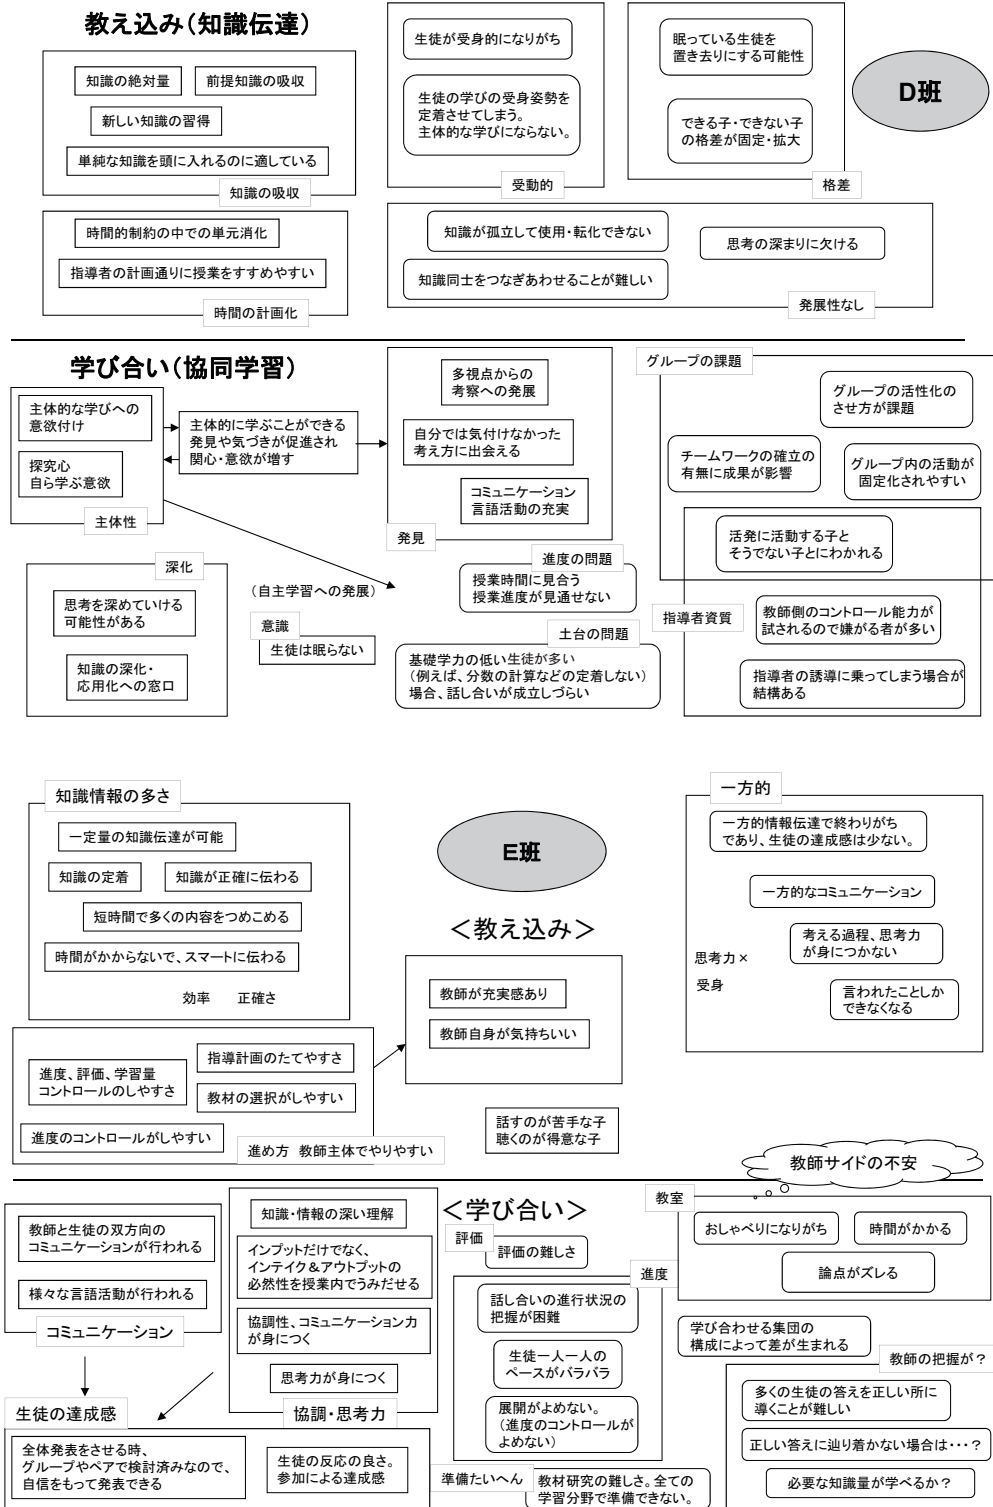 教え込み（知識伝達）
知識の絶対量
前提知識の吸収
新しい知識の習得
単純な知識を頭に入れるのに適している
知識の吸収
時間的制約の中での単元消化
指導者の計画通りに授業をすすめやすい
時間の計画化
生徒が受身的になりがち
生徒の学びの受身姿勢を
定着させてしまう。
主体的な学びにならない。
受動的
眠っている生徒を
置き去りにする可能性
できる子・できない子
の格差が固定・拡大
格差
D班
知識が孤立して使用・転化できない
思考の深まりに欠ける
知識同士をつなぎあわせることが難しい
発展性なし
学び合い（協同学習）
主体的な学びへの
意欲付け
探究心
自ら学ぶ意欲
主体性
主体的に学ぶことができる
発見や気づきが促進され
関心・意欲が増す
多視点からの
考察への発展
自分では気付けなかった
考え方に出会える
コミュニケーション
言語活動の充実
発見
グループの課題
グループの活性化の
させ方が課題
チームワークの確立の
有無に成果が影響
グループ内の活動が
固定化されやすい
活発に活動する子と
そうでない子とにわかれる
指導者資質
教師側のコントロール能力が
試されるので嫌がる者が多い
指導者の誘導に乗ってしまう場合が
結構ある
深化
思考を深めていける
可能性がある
知識の深化・
応用化への窓口
（自主学習への発展）
意識
生徒は眠らない
進度の問題
授業時間に見合う
授業進度が見通せない
土台の問題
基礎学力の低い生徒が多い
（例えば、分数の計算などの定着しない）
場合、話し合いが成立しづらい
知識情報の多さ
一定量の知識伝達が可能
知識の定着
知識が正確に伝わる
短時間で多くの内容をつめこめる
時間がかからないで、スマートに伝わる
効率　正確さ
E班
＜教え込み＞
教師が充実感あり
教師自身が気持ちいい
一方的
一方的情報伝達で終わりがち
であり、生徒の達成感は少ない。
一方的なコミュニケーション
考える過程、思考力
が身につかない
思考力×
受身
言われたことしか
できなくなる
進度、評価、学習量
コントロールのしやすさ
指導計画のたてやすさ
教材の選択がしやすい
進度のコントロールがしやすい
進め方　教師主体でやりやすい
話すのが苦手な子
聴くのが得意な子
教師サイドの不安
＜学び合い＞
教師と生徒の双方向の
コミュニケーションが行われる
様々な言語活動が行われる
コミュニケーション
知識・情報の深い理解
インプットだけでなく、
インテイク＆アウトプットの
必然性を授業内でうみだせる
協調性、コミュニケーション力
が身につく
思考力が身につく
協調・思考力
生徒の達成感
全体発表をさせる時、
グループやペアで検討済みなので、
自信をもって発表できる
生徒の反応の良さ。
参加による達成感
評価
評価の難しさ
進度
話し合いの進行状況の
把握が困難
生徒一人一人の
ペースがバラバラ
展開がよめない。
（進度のコントロールが
よめない）
準備たいへん
教材研究の難しさ。全ての
学習分野で準備できない。
教室
おしゃべりになりがち
時間がかかる
論点がズレる
学び合わせる集団の
構成によって差が生まれる
教師の把握が？
多くの生徒の答えを正しい所に
導くことが難しい
正しい答えに辿り着かない場合は・・・？
必要な知識量が学べるか？